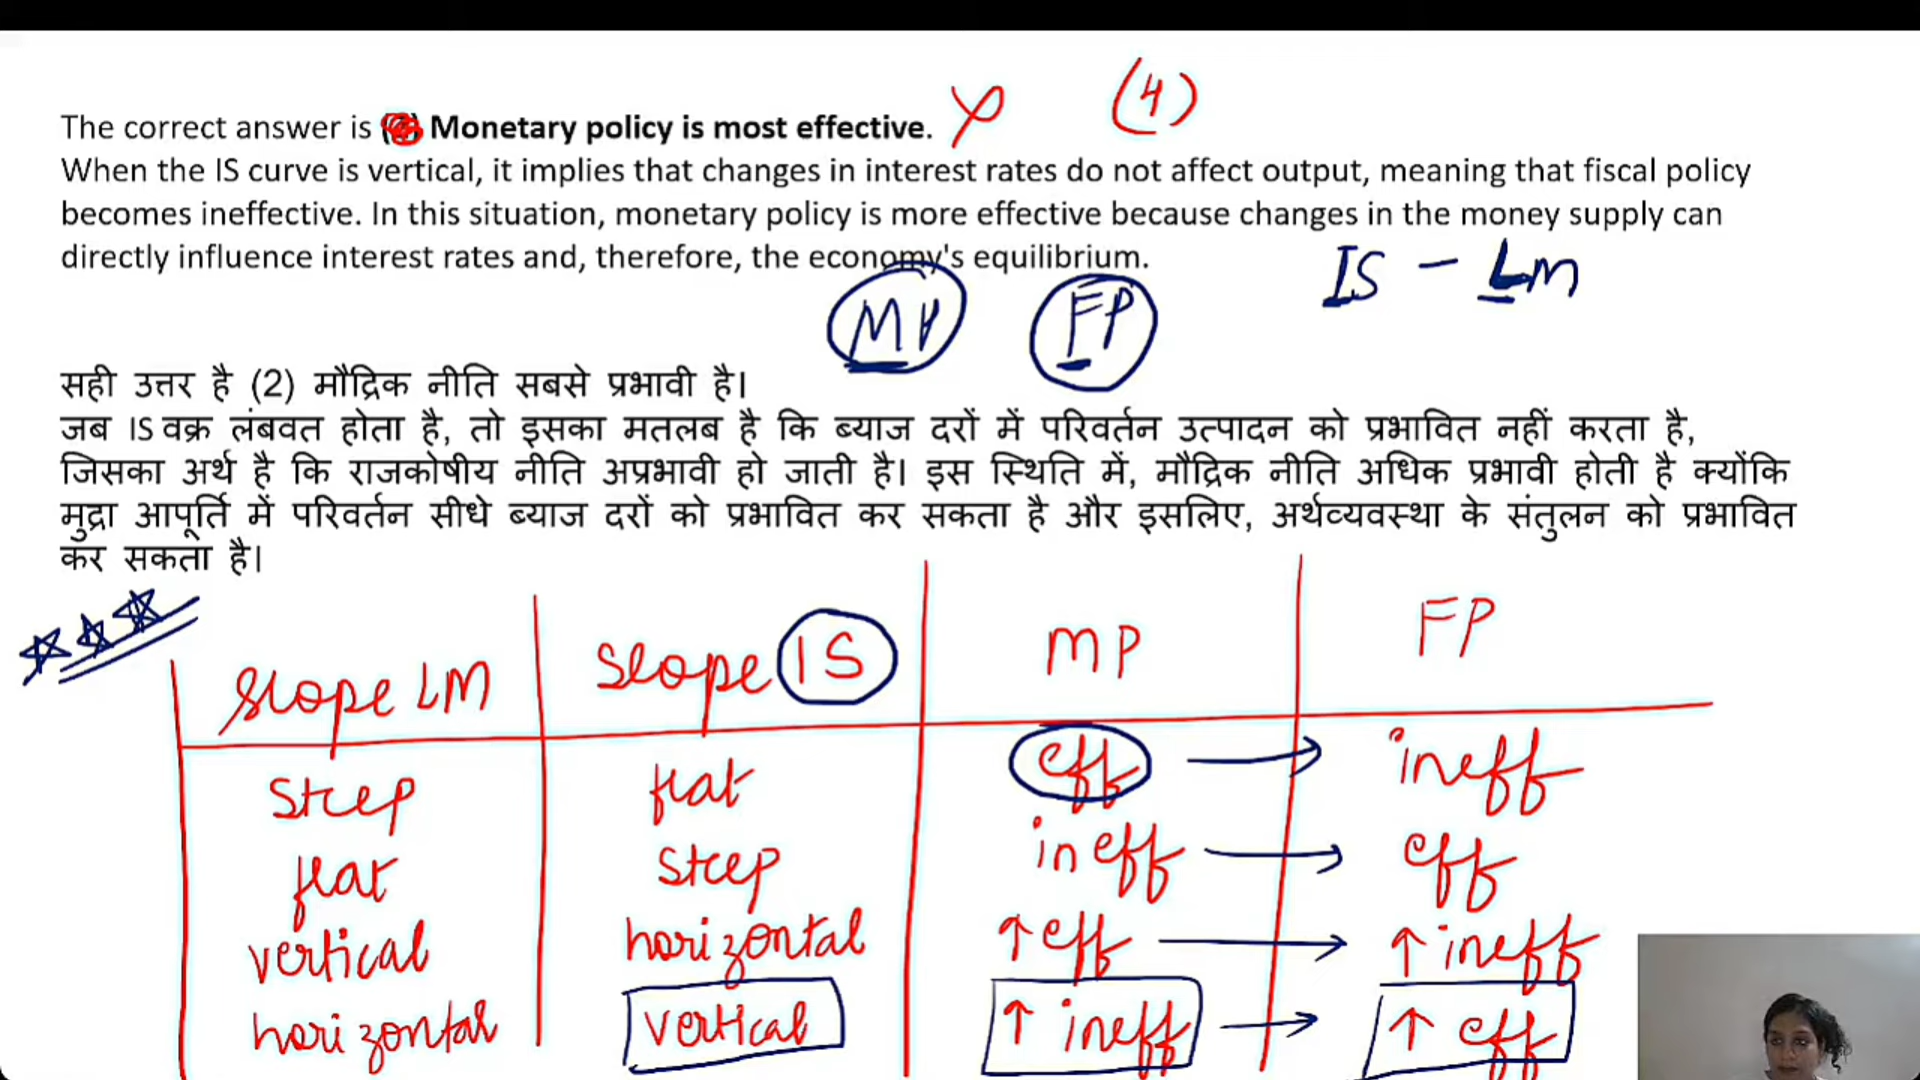 The correct answer is Monetary policy is most effective. (4)
When the IS curve is vertical, it implies that changes in interest rates do not affect output, meaning that fiscal policy
becomes ineffective. In this situation, monetary policy is more effective because changes in the money supply can
directly influence interest rates and, therefore, the economy's equilibrium.
IS - LM
MP FP
सही उत्तर है (2) मौद्रिक नीति सबसे प्रभावी है।
जब IS वक्र लंबवत होता है, तो इसका मतलब है कि ब्याज दरों में परिवर्तन उत्पादन को प्रभावित नहीं करता है,
जिसका अर्थ है कि राजकोषीय नीति अप्रभावी हो जाती है। इस स्थिति में, मौद्रिक नीति अधिक प्रभावी होती है क्योंकि
मुद्रा आपूर्ति में परिवर्तन सीधे ब्याज दरों को प्रभावित कर सकता है और इसलिए, अर्थव्यवस्था के संतुलन को प्रभावित
कर सकता है।
Slope LM Slope IS MP FP
Steep flat eff → ineff
flat steep ineff → eff
vertical horizontal ↑ eff → ↑ ineff
horizontal vertical ↑ ineff → ↑ eff